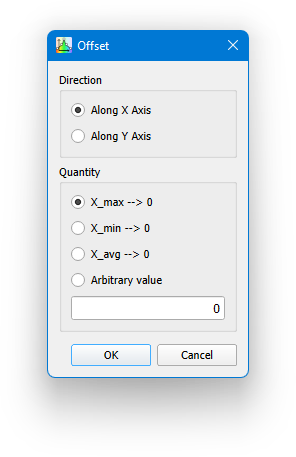 Offset
Direction
Along X Axis
Along Y Axis
Quantity
X_max --> 0
X_min --> 0
X_avg --> 0
Arbitrary value
0
OK
Cancel